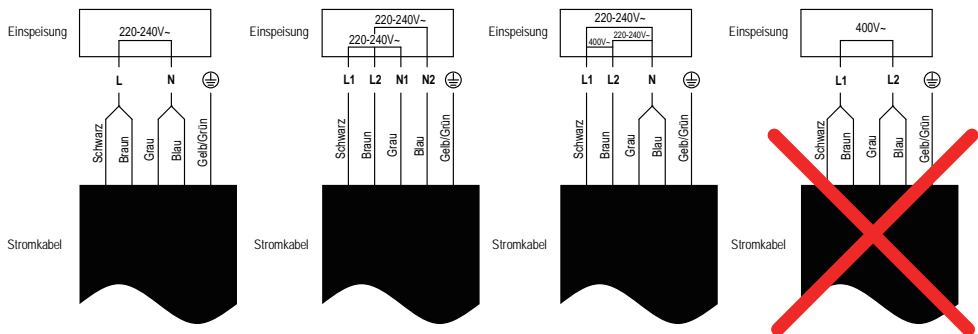 Einspeisung
220-240V~
L N
Schwarz
Braun
Grau
Blau
Gelb/Grün
Stromkabel
Einspeisung
220-240V~
220-240V~
L1 L2 N1 N2
Schwarz
Braun
Grau
Blau
Gelb/Grün
Stromkabel
Einspeisung
220-240V~
400V~ 220-240V~
L1 L2 N
Schwarz
Braun
Grau
Blau
Gelb/Grün
Stromkabel
Einspeisung
400V~
L1 L2
Schwarz
Braun
Grau
Blau
Gelb/Grün
Stromkabel